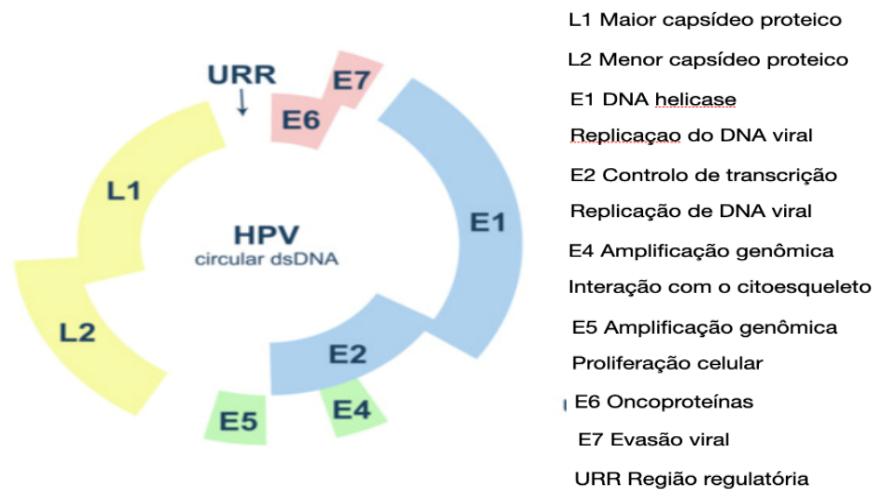 URR
E7
E6
L1
E1
HPV
circular dsDNA
L2
E2
E5
E4
L1 Maior capsídeo proteico
L2 Menor capsídeo proteico
E1 DNA helicase
Replicaçao do DNA viral
E2 Controlo de transcrição
Replicação de DNA viral
E4 Amplificação genômica
Interação com o citoesqueleto
E5 Amplificação genômica
Proliferação celular
E6 Oncoproteínas
E7 Evasão viral
URR Região regulatória